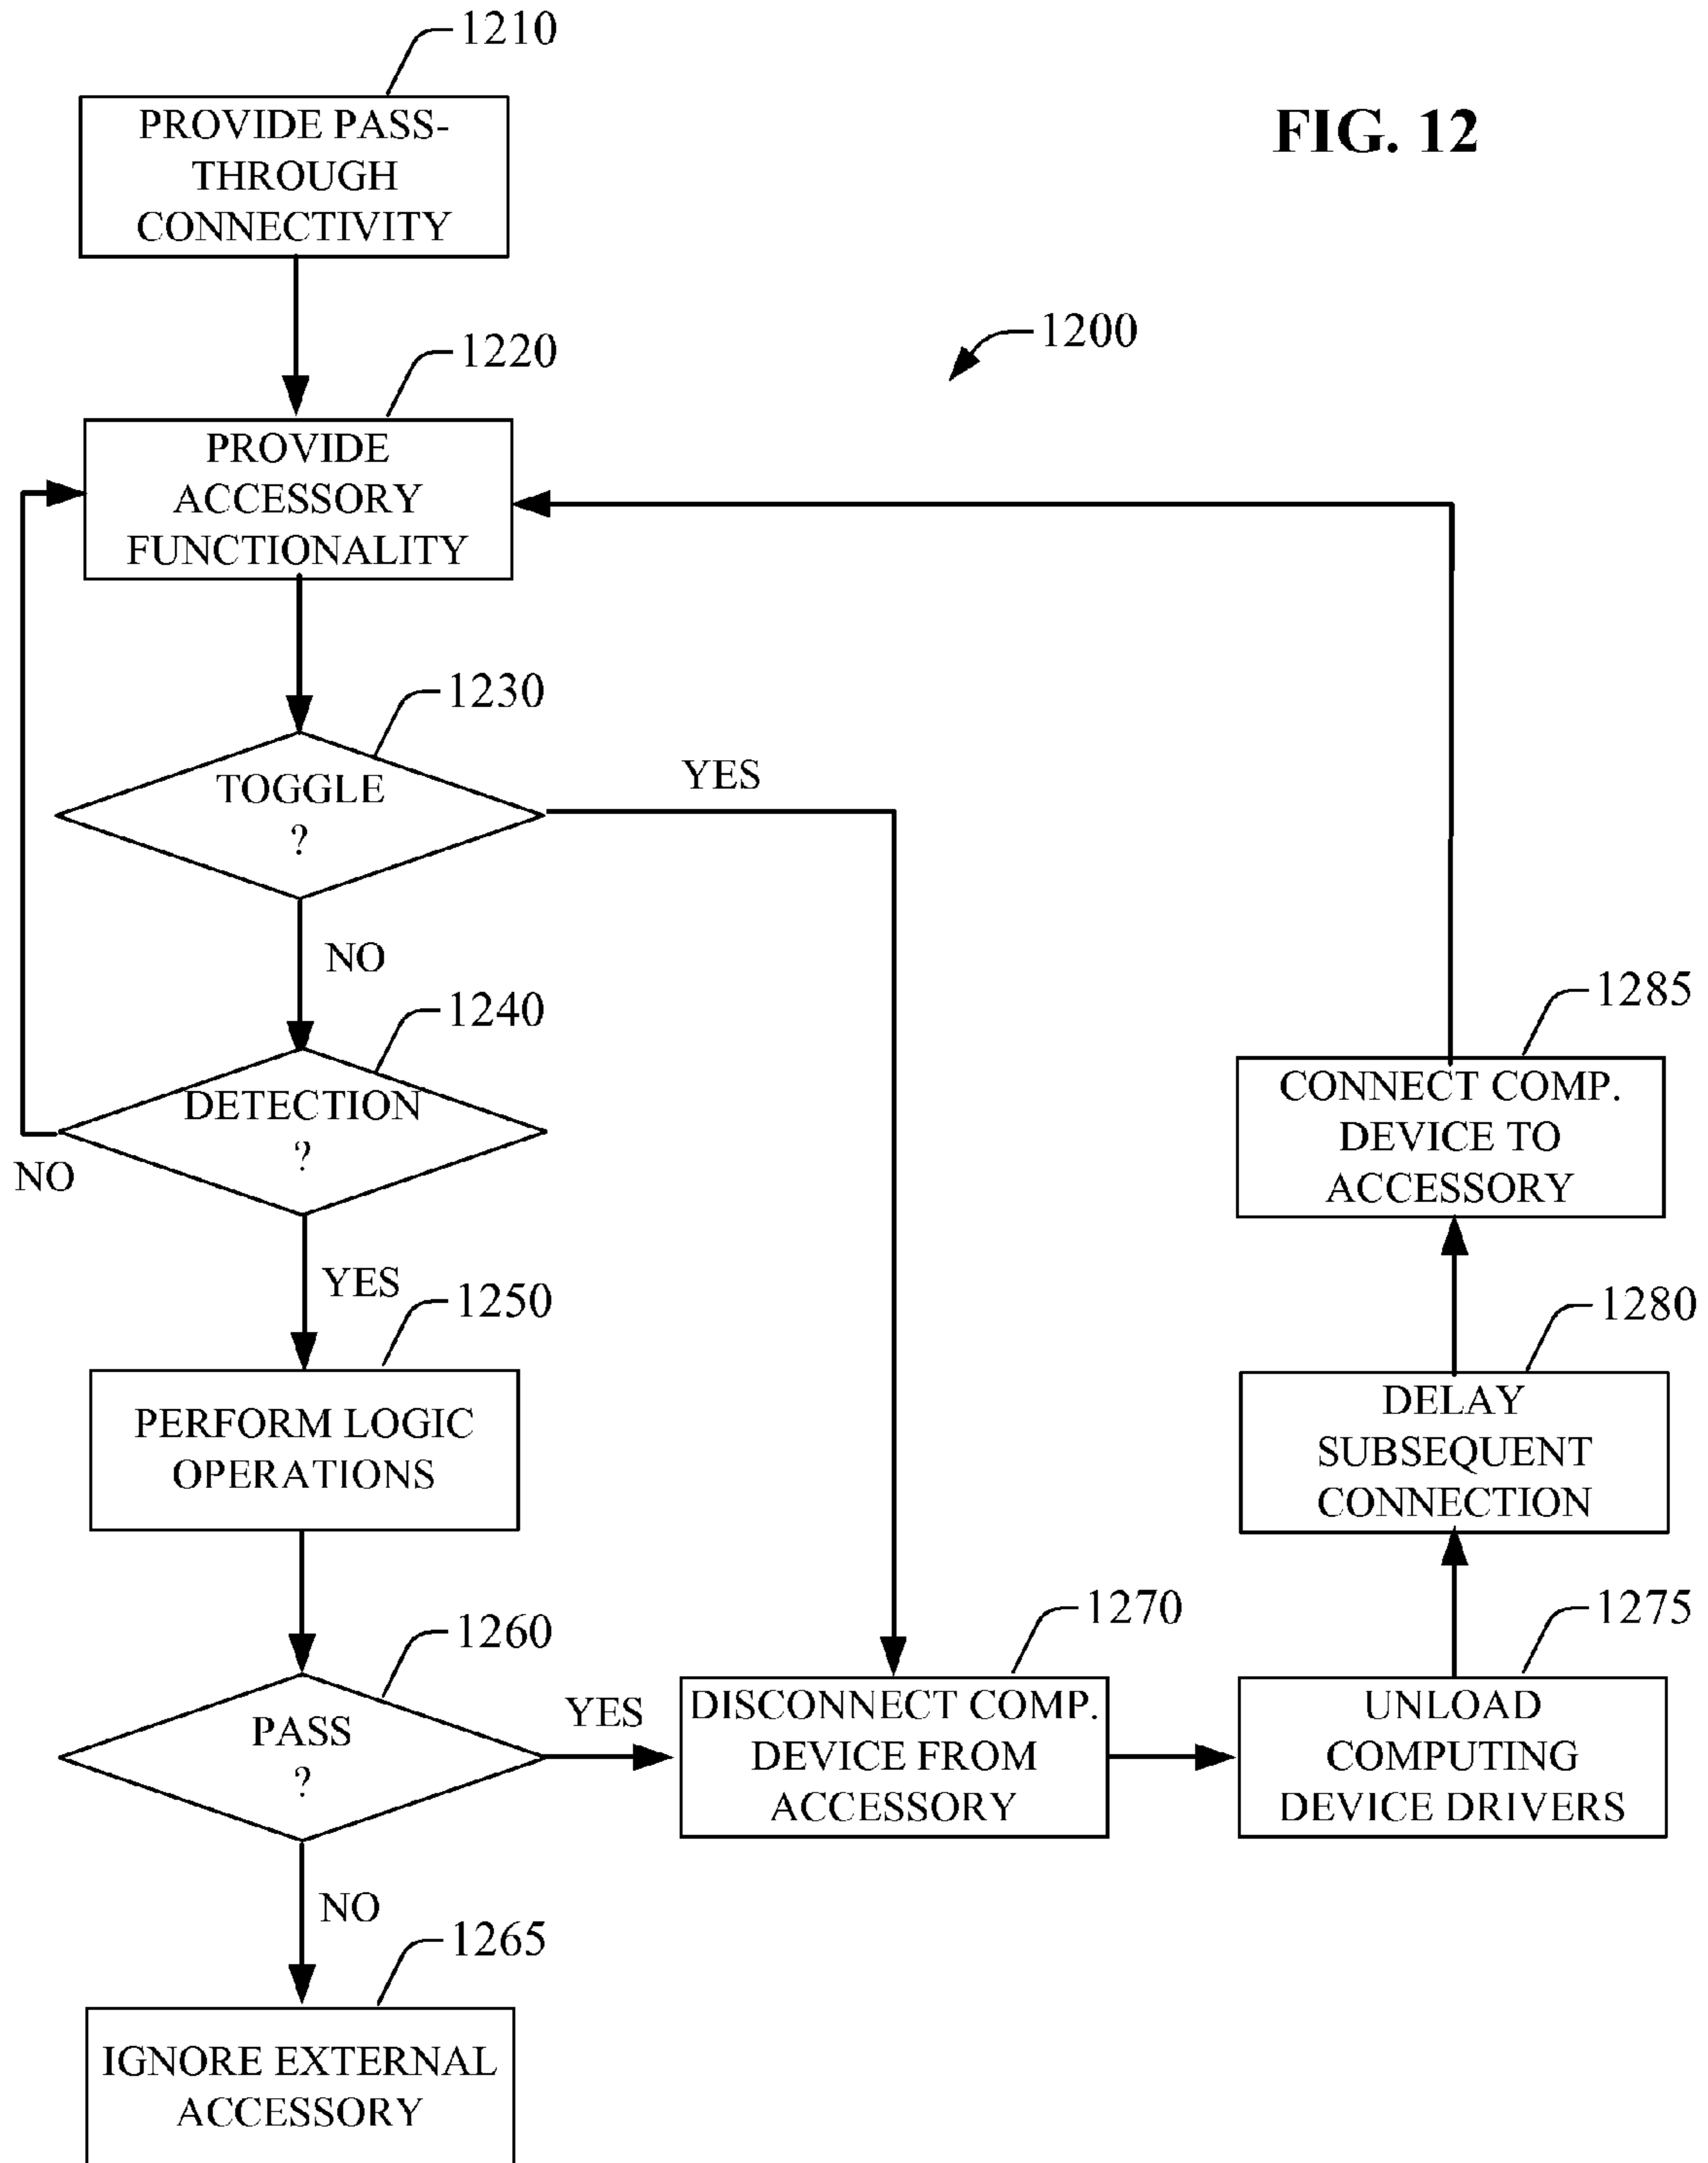 1210
PROVIDE PASS-
THROUGH
CONNECTIVITY
FIG. 12
1200
1220
PROVIDE
ACCESSORY
FUNCTIONALITY
1230
TOGGLE
?
YES
NO
1240
DETECTION
?
NO
YES
1250
PERFORM LOGIC
OPERATIONS
1260
PASS
?
YES
NO
1265
IGNORE EXTERNAL
ACCESSORY
1270
DISCONNECT COMP.
DEVICE FROM
ACCESSORY
1275
UNLOAD
COMPUTING
DEVICE DRIVERS
1280
DELAY
SUBSEQUENT
CONNECTION
1285
CONNECT COMP.
DEVICE TO
ACCESSORY